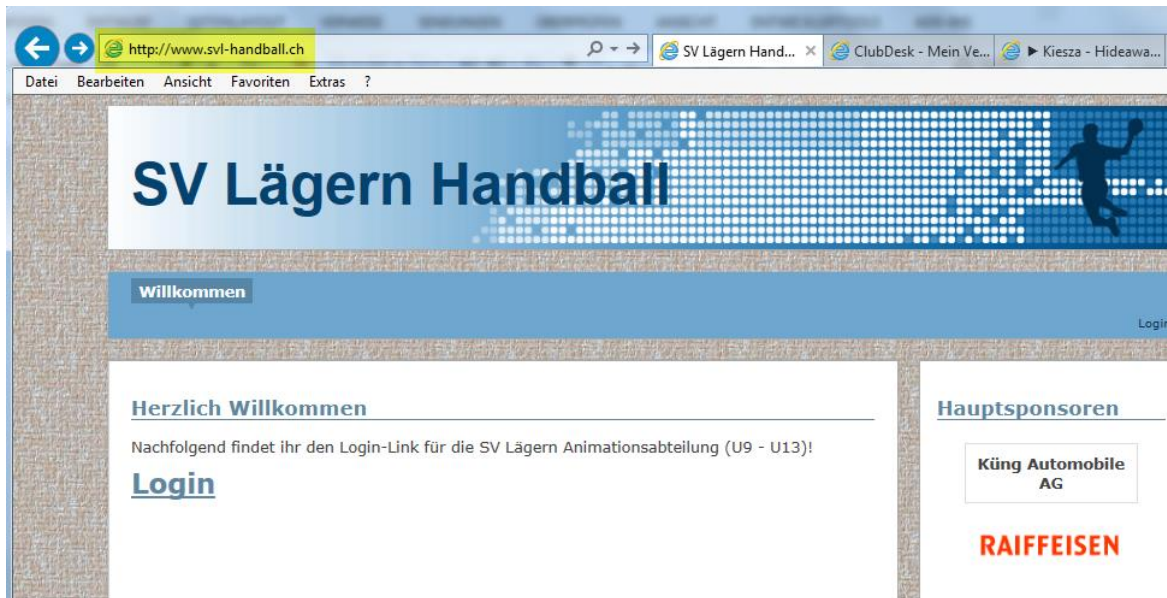 http://www.svl-handball.ch
SV Lägern Hand...
ClubDesk - Mein Ve...
▶ Kiesza - Hideawa...
Datei Bearbeiten Ansicht Favoriten Extras ?
SV Lägern Handball
Willkommen
Login
Herzlich Willkommen
Nachfolgend findet ihr den Login-Link für die SV Lägern Animationsabteilung (U9 - U13)!
Login
Hauptsponsoren
Küng Automobile
AG
RAIFFEISEN